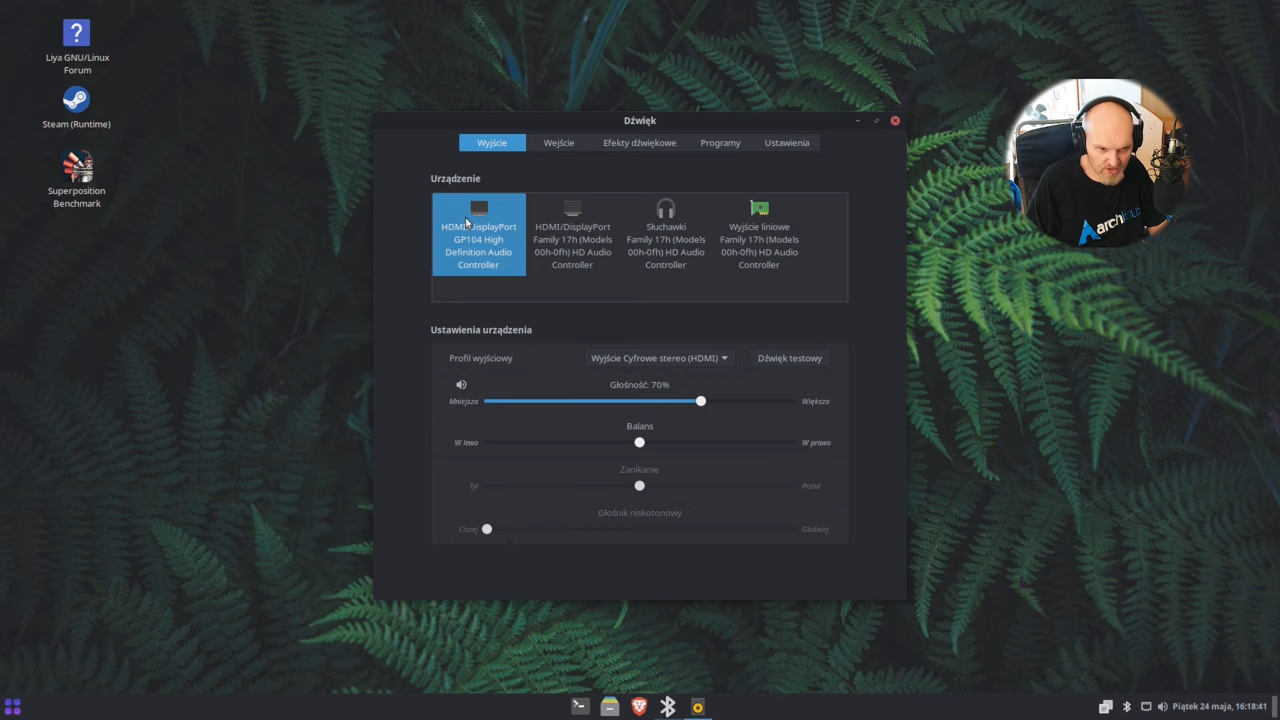 Liya GNU/Linux
Forum
Steam (Runtime)
Superposition
Benchmark
Dźwięk
Wyjście
Wejście
Efekty dźwiękowe
Programy
Ustawienia
Urządzenie
HDMI/DisplayPort
GP104 High
Definition Audio
Controller
HDMI/DisplayPort
Family 17h (Models
00h-0fh) HD Audio
Controller
Słuchawki
Family 17h (Models
00h-0fh) HD Audio
Controller
Wyjście liniowe
Family 17h (Models
00h-0fh) HD Audio
Controller
Ustawienia urządzenia
Profil wyjściowy
Wyjście Cyfrowe stereo (HDMI)
Dźwięk testowy
Głośność: 70%
Mniejsza
Większa
Balans
W lewo
W prawo
Zanikanie
Tył
Przód
Głośnik niskotonowy
Ciszej
Głośniej
archlinux
Piątek 24 maja, 16:18:41